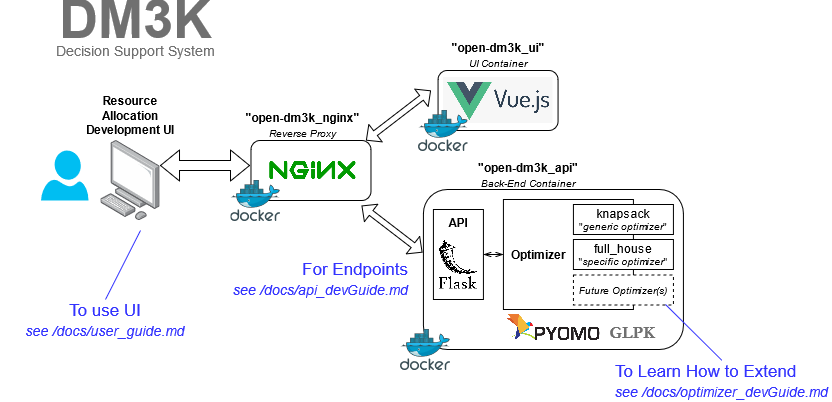 DM3K
Decision Support System
Resource
Allocation
Development UI
"open-dm3k_nginx"
Reverse Proxy
NGINX
docker
"open-dm3k_ui"
UI Container
Vue.js
docker
"open-dm3k_api"
Back-End Container
API
Flask
Optimizer
knapsack
"generic optimizer"
full_house
"specific optimizer"
Future Optimizer(s)
PYOMO
GLPK
docker
For Endpoints
see /docs/api_devGuide.md
To use UI
see /docs/user_guide.md
To Learn How to Extend
see /docs/optimizer_devGuide.md